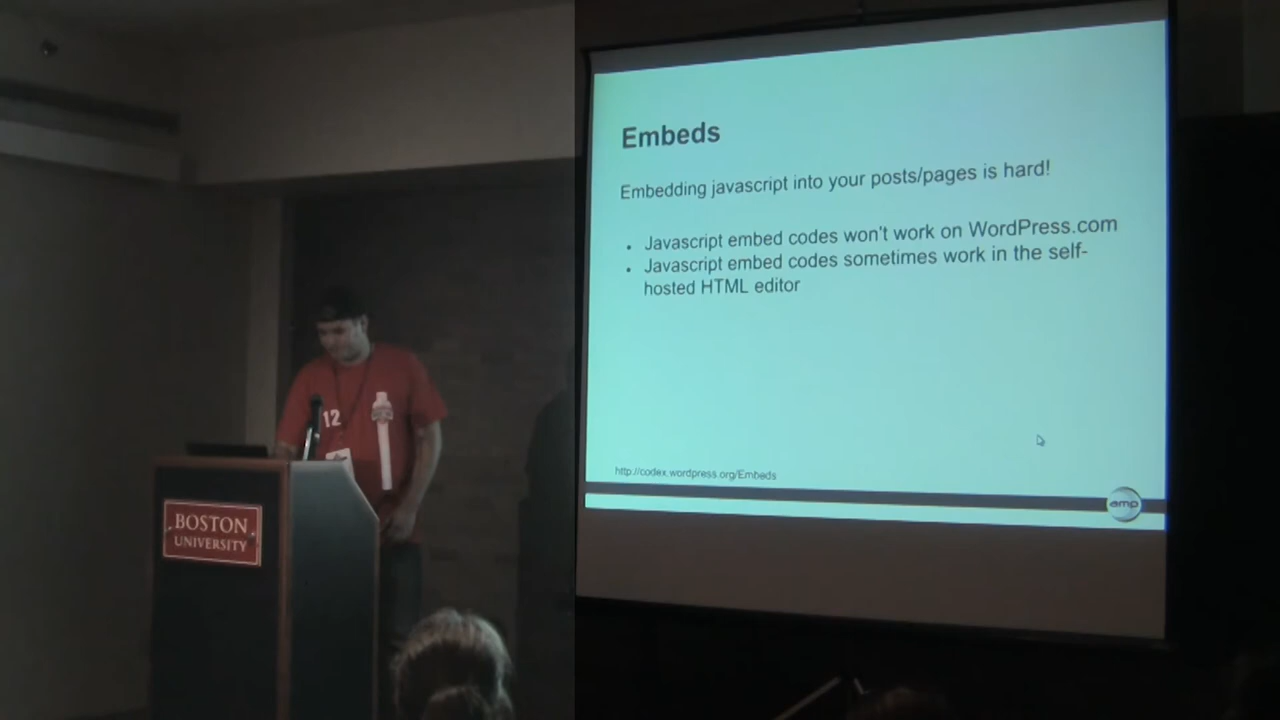 Embeds
Embedding javascript into your posts/pages is hard!
• Javascript embed codes won't work on WordPress.com
• Javascript embed codes sometimes work in the self-
hosted HTML editor
http://codex.wordpress.org/Embeds
amp
12
BOSTON
UNIVERSITY